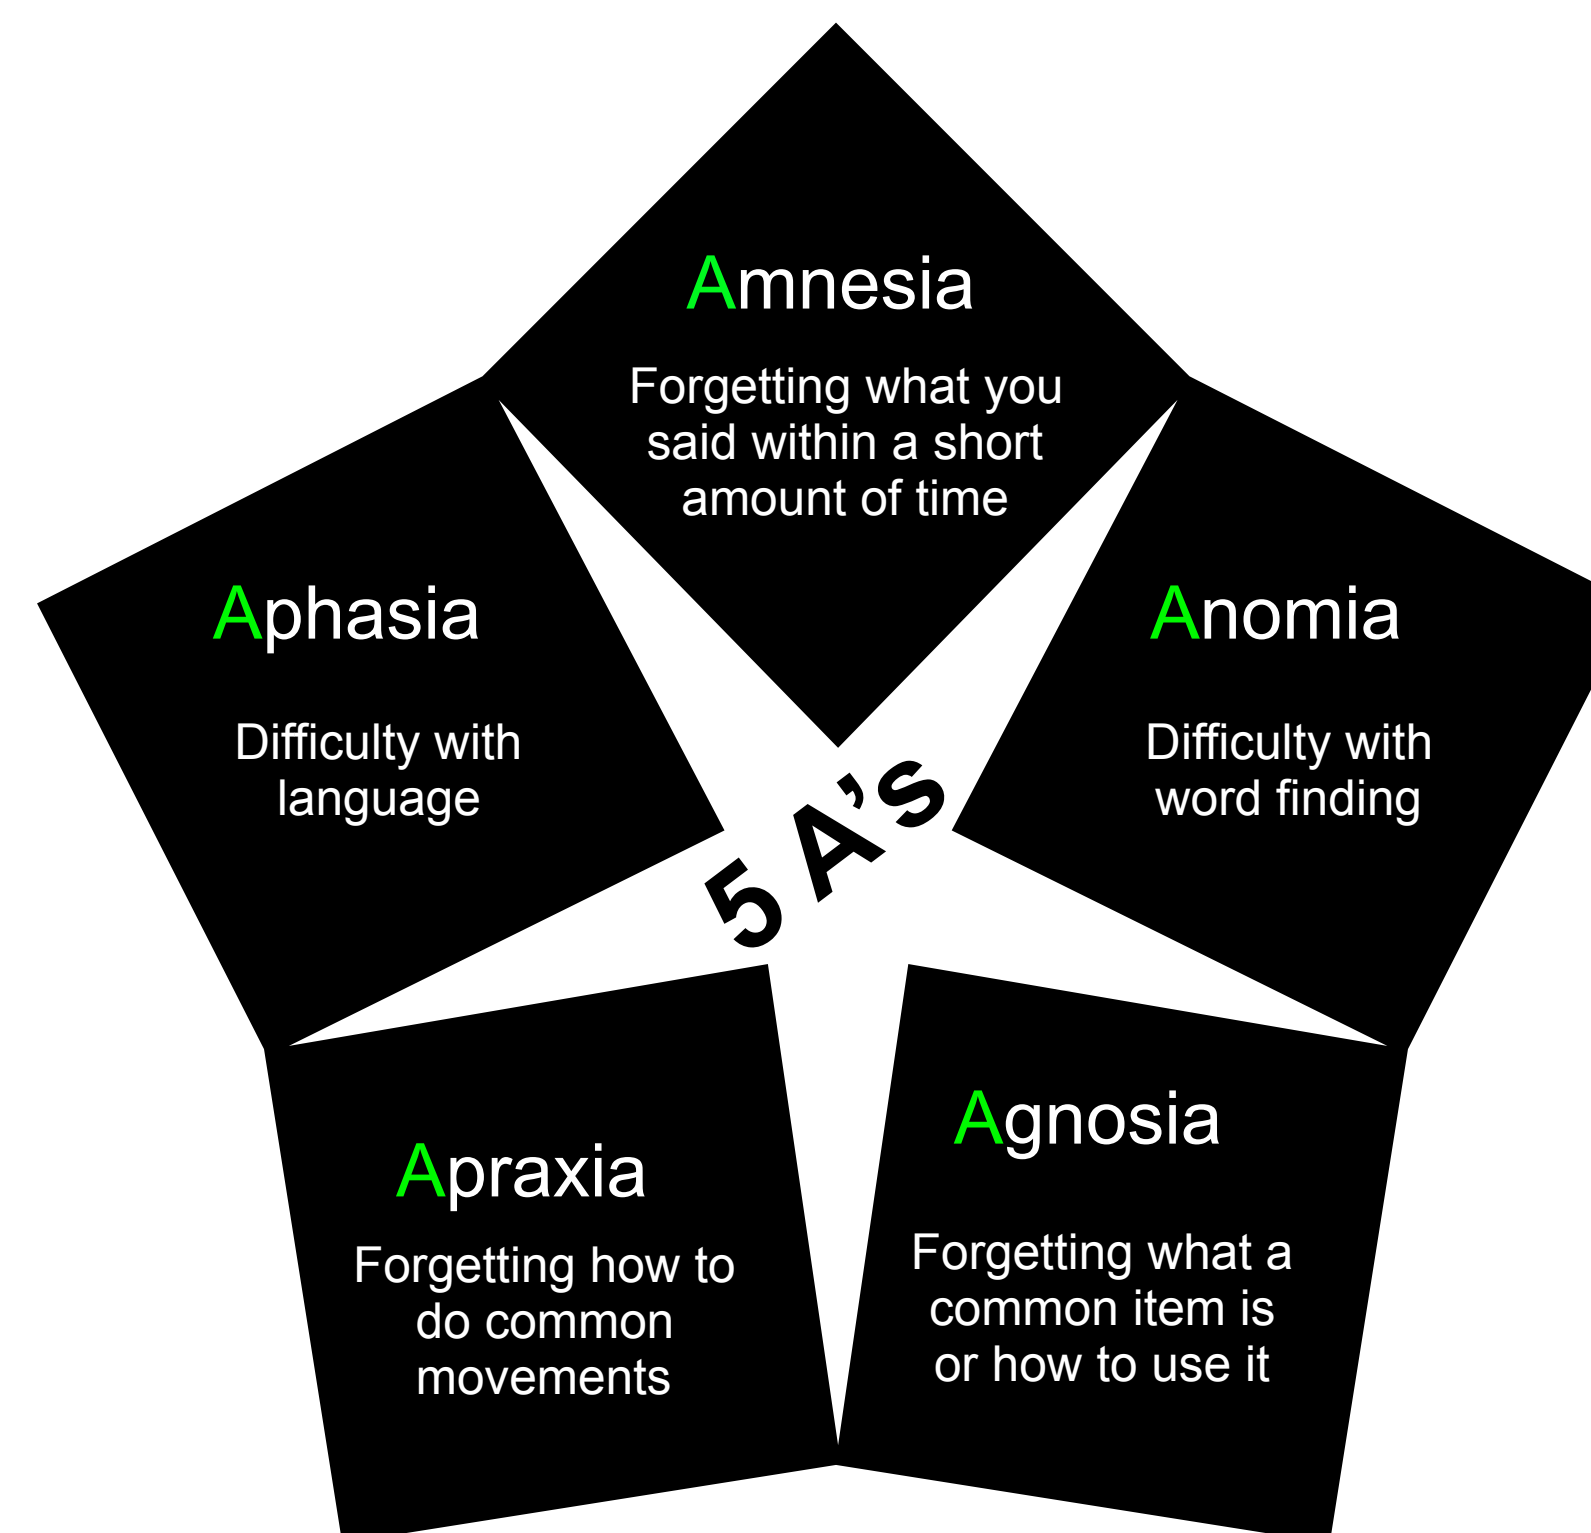 Amnesia
Forgetting what you
said within a short
amount of time
Aphasia
Difficulty with
language
Anomia
Difficulty with
word finding
5 A’s
Apraxia
Forgetting how to
do common
movements
Agnosia
Forgetting what a
common item is
or how to use it